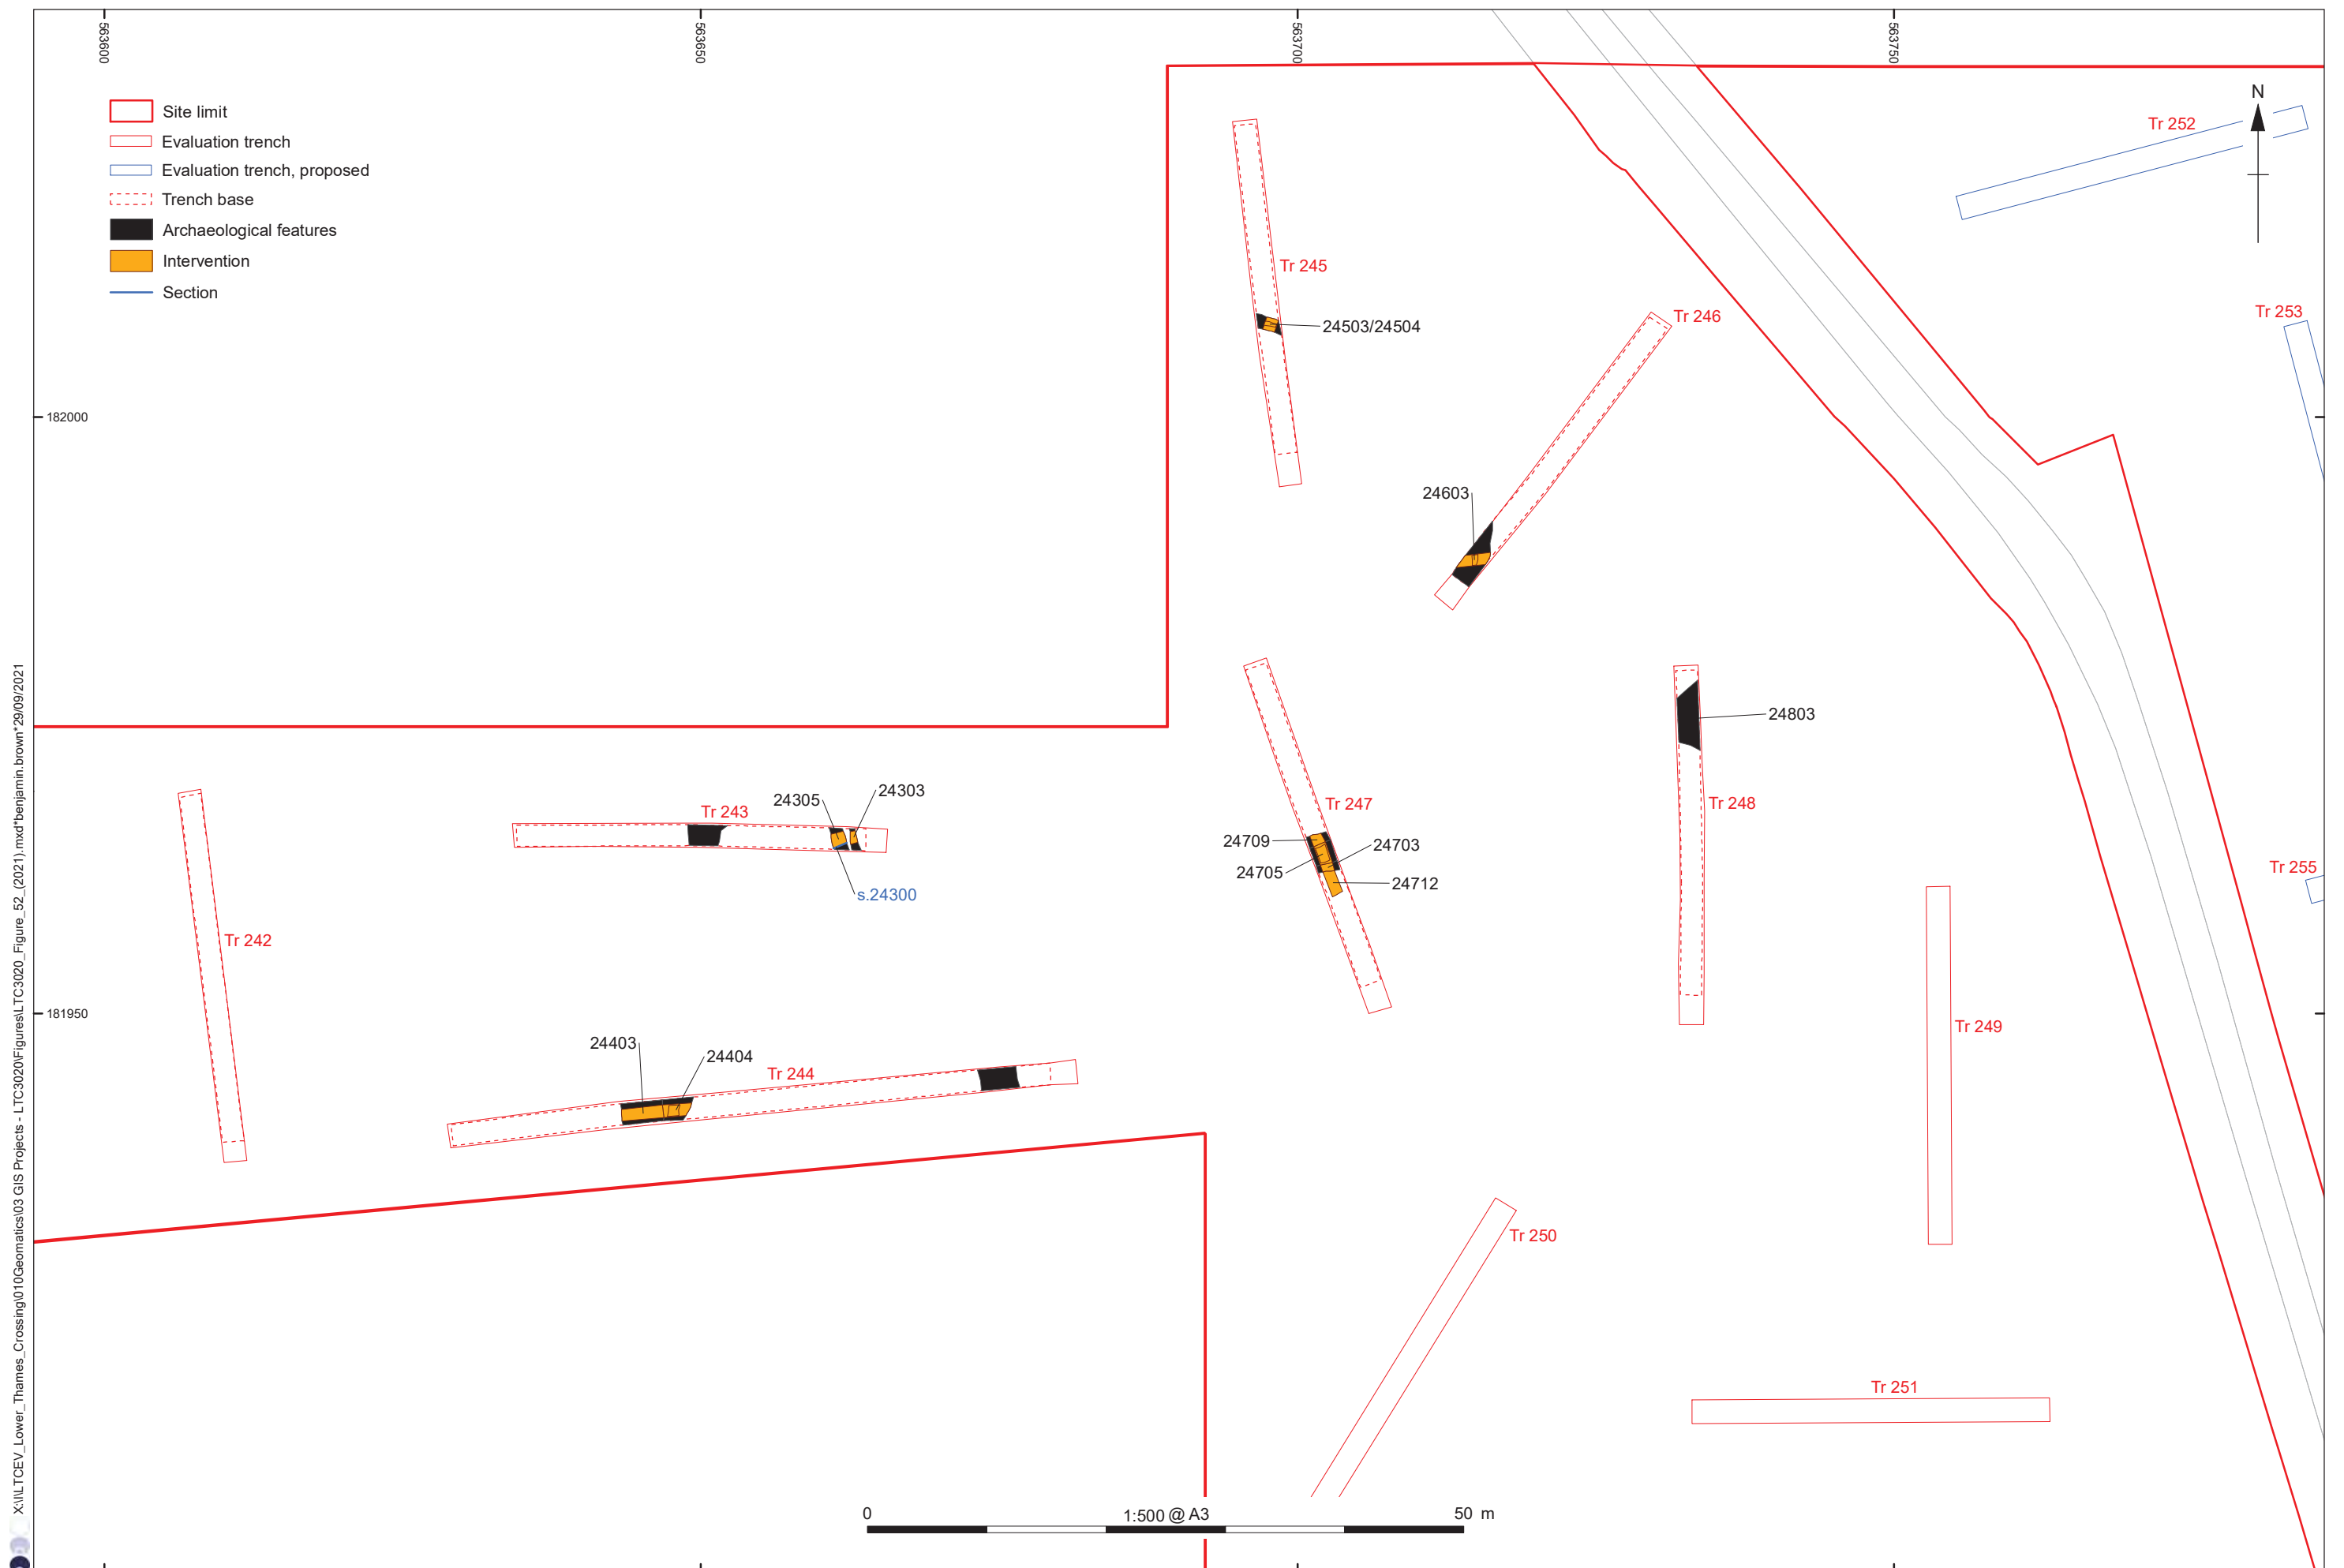 563600
563650
563700
563750
Site limit
Evaluation trench
Evaluation trench, proposed
Trench base
Archaeological features
Intervention
Section
N
Tr 252
Tr 245
24503/24504
Tr 246
Tr 253
182000
24603
24803
24305
24303
Tr 243
Tr 247
Tr 248
24709
24703
24705
24712
Tr 255
s.24300
Tr 242
181950
24403
24404
Tr 244
Tr 249
Tr 250
Tr 251
0
1:500 @ A3
50 m
X:\l\LTCEV_Lower_Thames_Crossing\010Geomatics\03 GIS Projects - LTC3020\Figures\LTC3020_Figure_52_(2021).mxd*benjamin.brown*29/09/2021